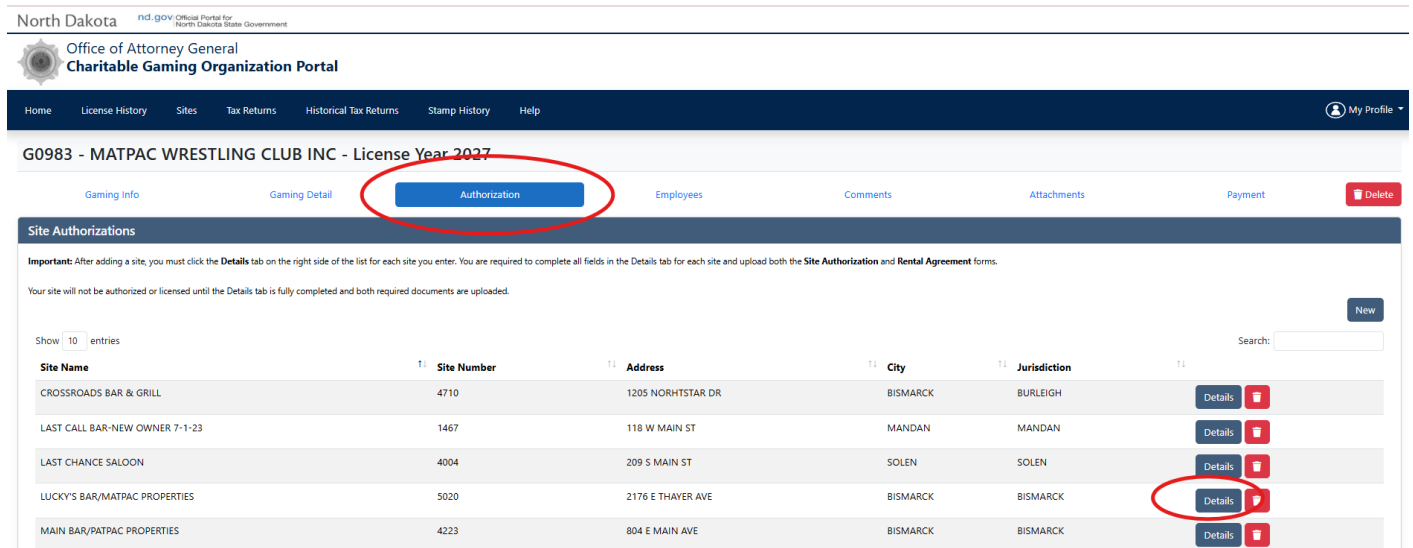 North Dakota nd.gov Official Portal for
North Dakota State Government
Office of Attorney General
Charitable Gaming Organization Portal
Home License History Sites Tax Returns Historical Tax Returns Stamp History Help My Profile
G0983 - MATPAC WRESTLING CLUB INC - License Year 2027
Gaming Info Gaming Detail Authorization Employees Comments Attachments Payment Delete
Site Authorizations
Important: After adding a site, you must click the Details tab on the right side of the list for each site you enter. You are required to complete all fields in the Details tab for each site and upload both the Site Authorization and Rental Agreement forms.
Your site will not be authorized or licensed until the Details tab is fully completed and both required documents are uploaded.
New
Show 10 entries Search:
Site Name Site Number Address City Jurisdiction
CROSSROADS BAR & GRILL 4710 1205 NORHTSTAR DR BISMARCK BURLEIGH Details
LAST CALL BAR-NEW OWNER 7-1-23 1467 118 W MAIN ST MANDAN MANDAN Details
LAST CHANCE SALOON 4004 209 S MAIN ST SOLEN SOLEN Details
LUCKY'S BAR/MATPAC PROPERTIES 5020 2176 E THAYER AVE BISMARCK BISMARCK Details
MAIN BAR/PATPAC PROPERTIES 4223 804 E MAIN AVE BISMARCK BISMARCK Details